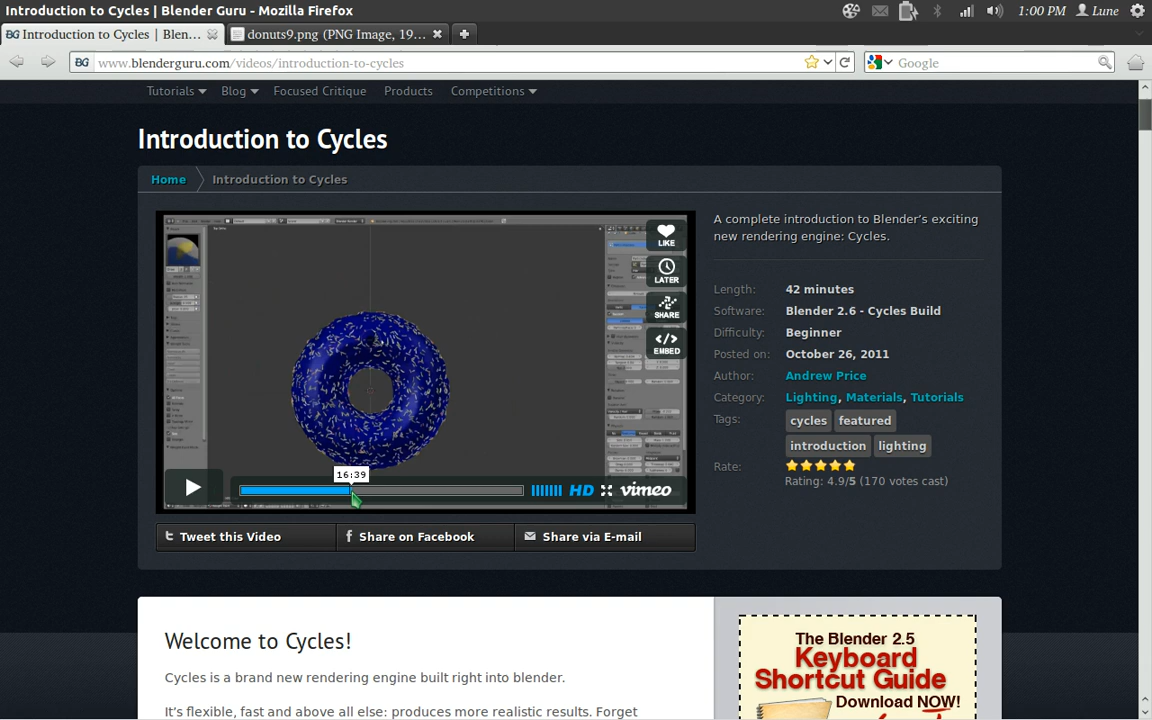 Introduction to Cycles | Blender Guru - Mozilla Firefox
1:00 PM Lune
BG Introduction to Cycles | Blen...
donuts9.png (PNG Image, 19...
BG www.blenderguru.com/videos/introduction-to-cycles
Google
Tutorials Blog Focused Critique Products Competitions
Introduction to Cycles
Home Introduction to Cycles
LIKE
LATER
SHARE
EMBED
16:39
HD vimeo
Tweet this Video
Share on Facebook
Share via E-mail
A complete introduction to Blender's exciting
new rendering engine: Cycles.
Length: 42 minutes
Software: Blender 2.6 - Cycles Build
Difficulty: Beginner
Posted on: October 26, 2011
Author: Andrew Price
Category: Lighting, Materials, Tutorials
Tags: cycles featured
introduction lighting
Rate:
Rating: 4.9/5 (170 votes cast)
Welcome to Cycles!
Cycles is a brand new rendering engine built right into blender.
It's flexible, fast and above all else: produces more realistic results. Forget
The Blender 2.5
Keyboard
Shortcut Guide
Download NOW!